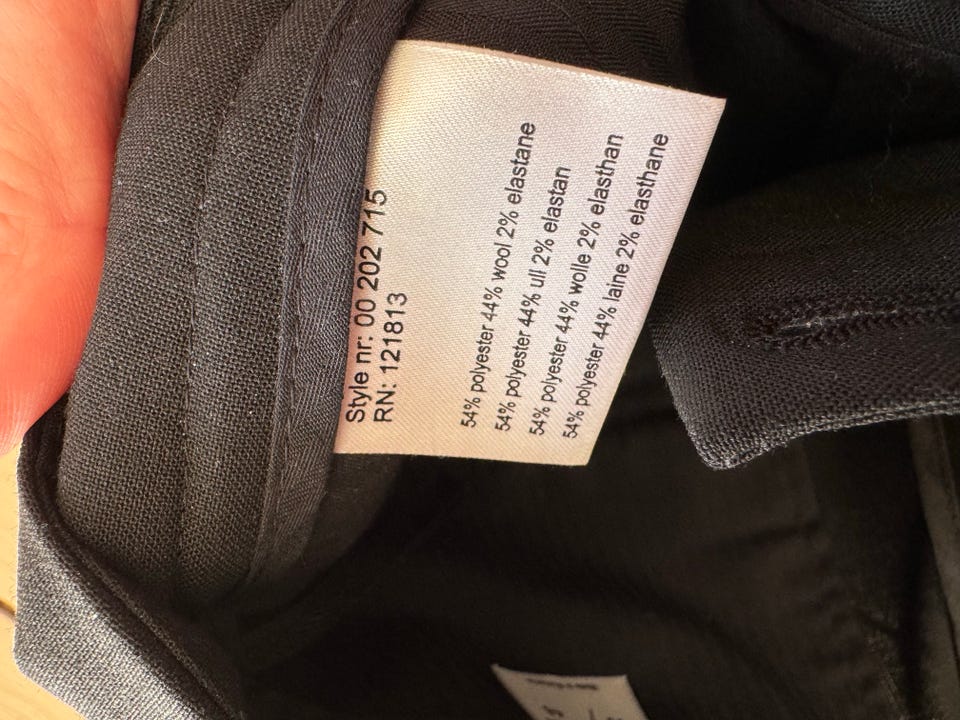 Style nr: 00 202 715
RN: 121813
54% polyester 44% wool 2% elastane
54% polyester 44% ull 2% elastan
54% polyester 44% wolle 2% elasthan
54% polyester 44% laine 2% elasthane